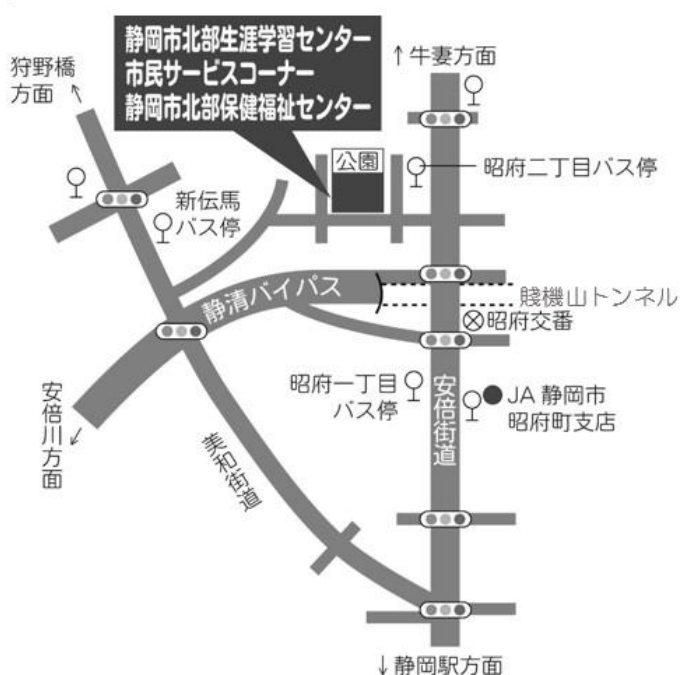 静岡市北部生涯学習センター
市民サービスコーナー
静岡市北部保健福祉センター
↑牛妻方面
狩野橋
方面
公園
昭府二丁目バス停
新伝馬
バス停
静清バイパス
賤機山トンネル
昭府交番
昭府一丁目
バス停
安倍街道
JA 静岡市
昭府町支店
安倍川方面
美和街道
↓静岡駅方面